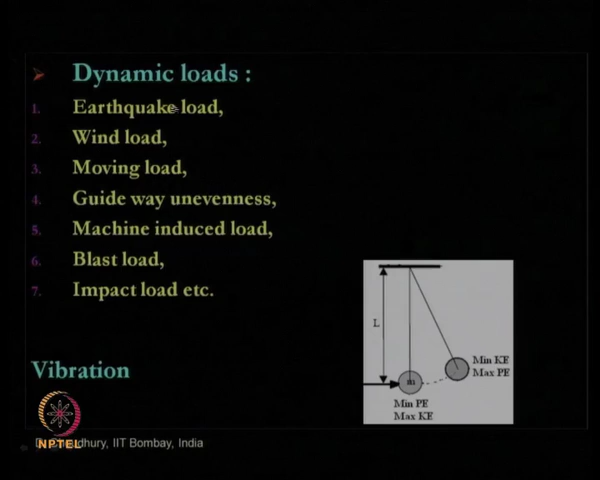 Dynamic loads :
1. Earthquake load,
2. Wind load,
3. Moving load,
4. Guide way unevenness,
5. Machine induced load,
6. Blast load,
7. Impact load etc.
L
m
Min KE
Max PE
Min PE
Max KE
Vibration
NPTEL
dhury, IIT Bombay, India